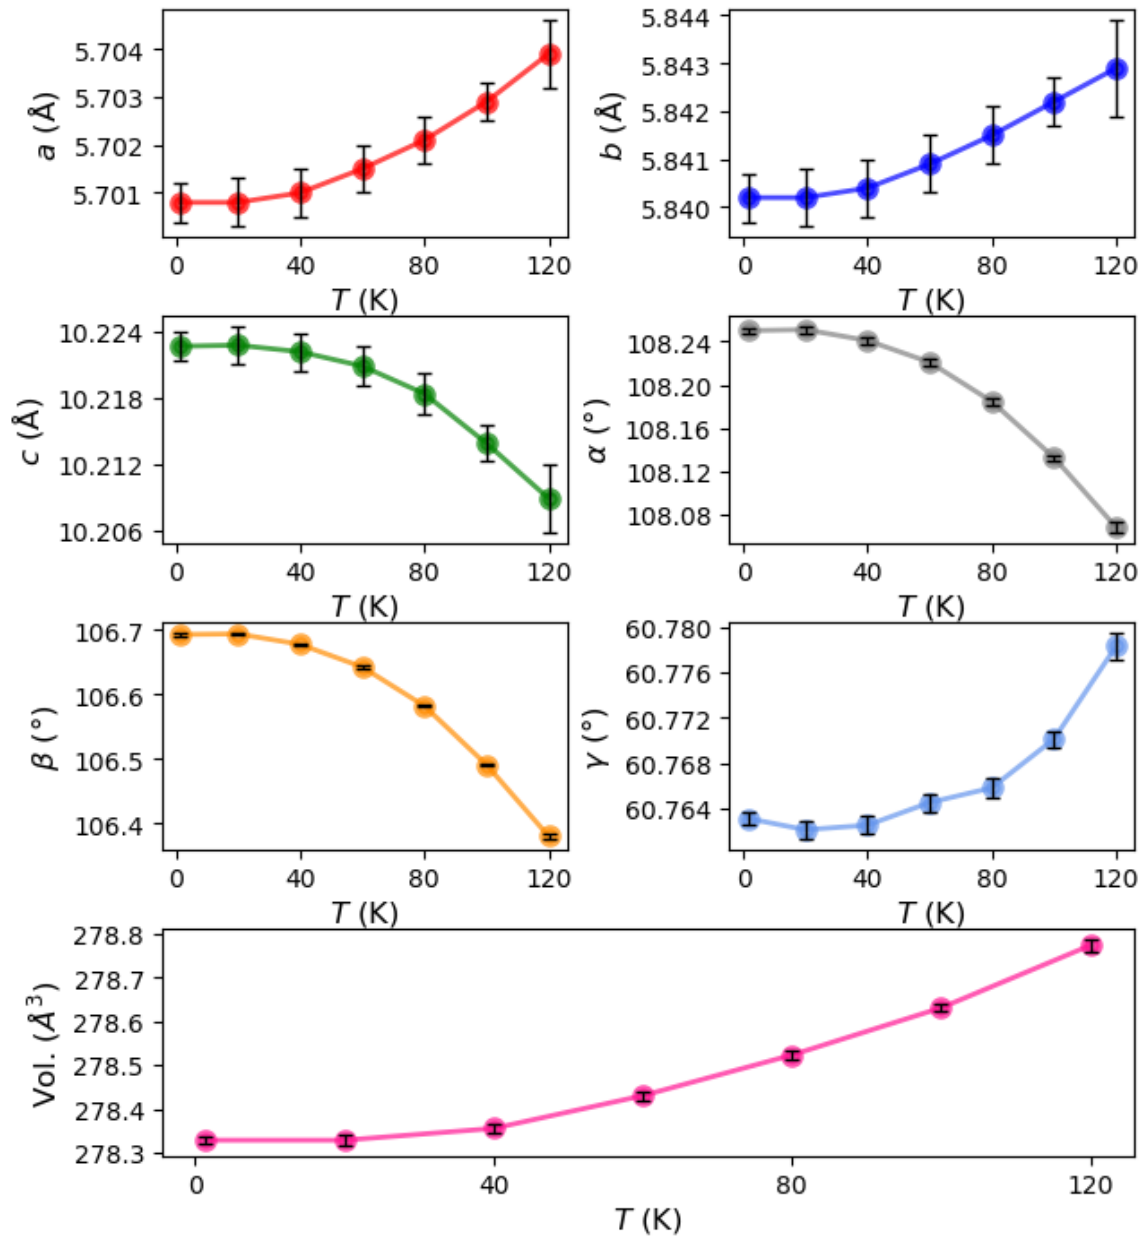 a (Å)
5.704
5.703
5.702
5.701
0 40 80 120
T (K)
b (Å)
5.844
5.843
5.842
5.841
5.840
0 40 80 120
T (K)
c (Å)
10.224
10.218
10.212
10.206
0 40 80 120
T (K)
α (°)
108.24
108.20
108.16
108.12
108.08
0 40 80 120
T (K)
β (°)
106.7
106.6
106.5
106.4
0 40 80 120
T (K)
γ (°)
60.780
60.776
60.772
60.768
60.764
0 40 80 120
T (K)
Vol. (Å³)
278.8
278.7
278.6
278.5
278.4
278.3
0 40 80 120
T (K)